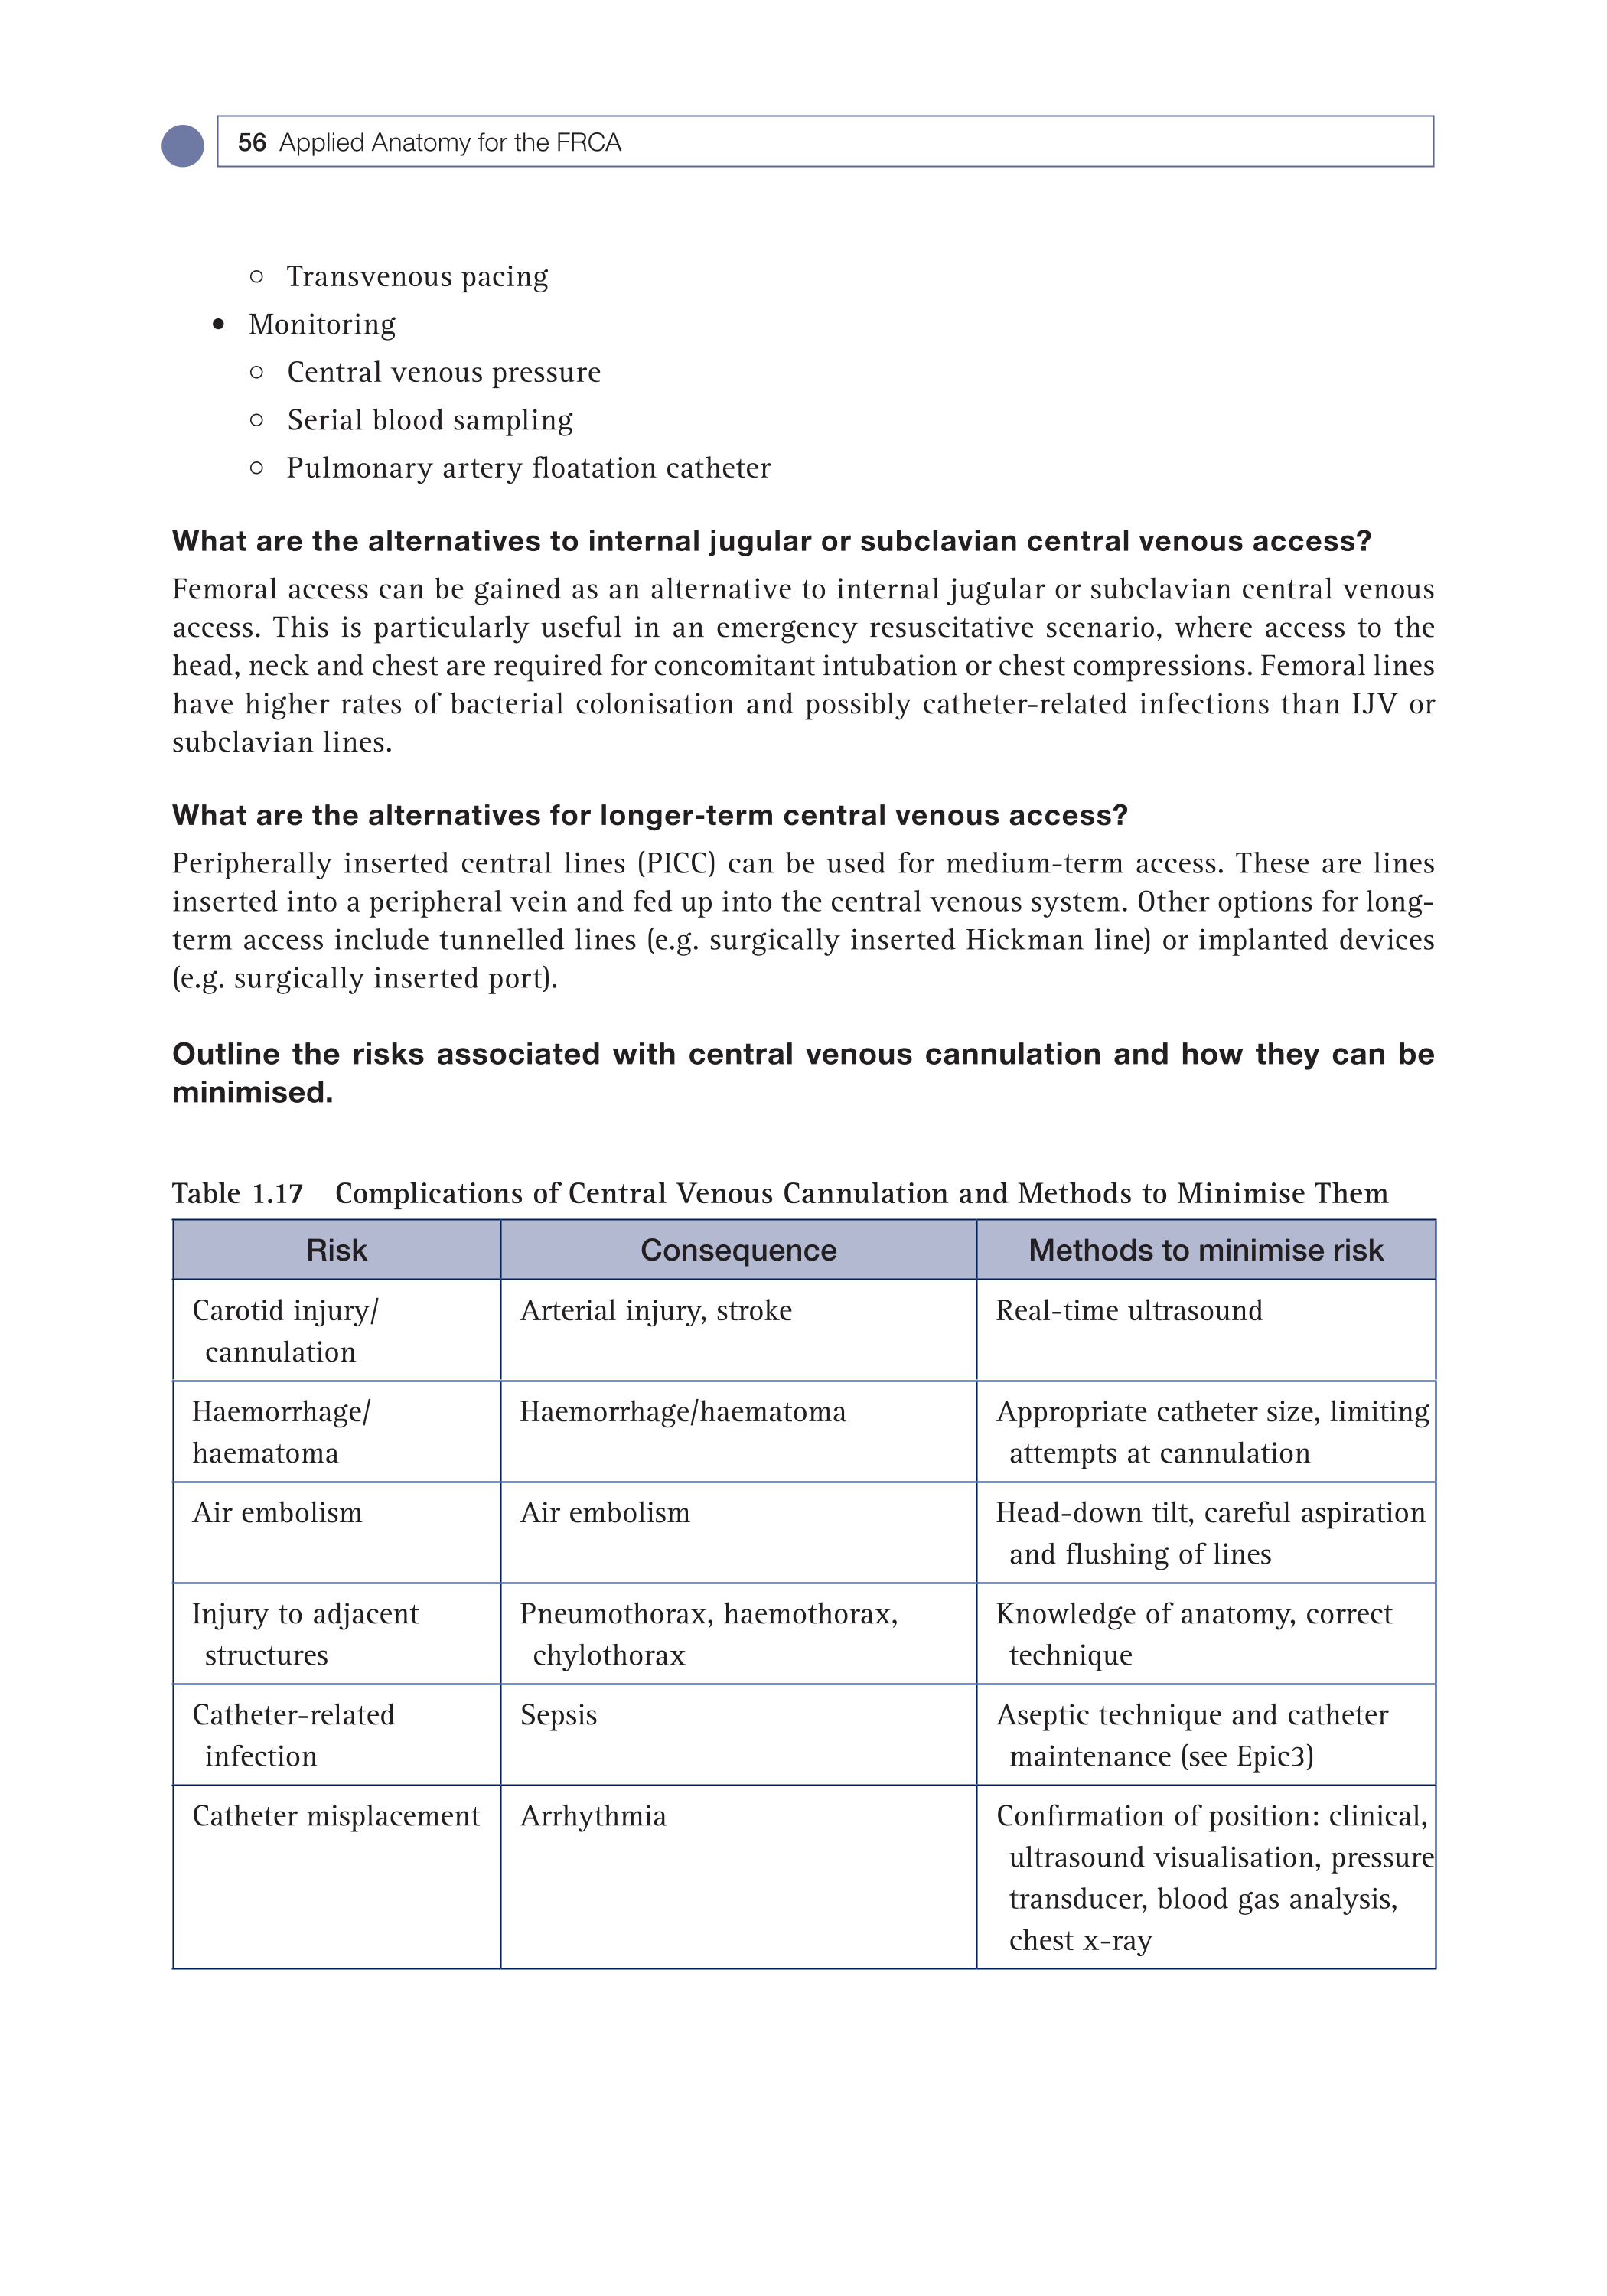 56 Applied Anatomy for the FRCA
○ Transvenous pacing
• Monitoring
○ Central venous pressure
○ Serial blood sampling
○ Pulmonary artery floatation catheter
What are the alternatives to internal jugular or subclavian central venous access?
Femoral access can be gained as an alternative to internal jugular or subclavian central venous
access. This is particularly useful in an emergency resuscitative scenario, where access to the
head, neck and chest are required for concomitant intubation or chest compressions. Femoral lines
have higher rates of bacterial colonisation and possibly catheter-related infections than IJV or
subclavian lines.
What are the alternatives for longer-term central venous access?
Peripherally inserted central lines (PICC) can be used for medium-term access. These are lines
inserted into a peripheral vein and fed up into the central venous system. Other options for long-
term access include tunnelled lines (e.g. surgically inserted Hickman line) or implanted devices
(e.g. surgically inserted port).
Outline the risks associated with central venous cannulation and how they can be
minimised.
Table 1.17 Complications of Central Venous Cannulation and Methods to Minimise Them
Risk
Consequence
Methods to minimise risk
Carotid injury/
cannulation
Arterial injury, stroke
Real-time ultrasound
Haemorrhage/
haematoma
Haemorrhage/haematoma
Appropriate catheter size, limiting
attempts at cannulation
Air embolism
Air embolism
Head-down tilt, careful aspiration
and flushing of lines
Injury to adjacent
structures
Pneumothorax, haemothorax,
chylothorax
Knowledge of anatomy, correct
technique
Catheter-related
infection
Sepsis
Aseptic technique and catheter
maintenance (see Epic3)
Catheter misplacement
Arrhythmia
Confirmation of position: clinical,
ultrasound visualisation, pressure
transducer, blood gas analysis,
chest x-ray